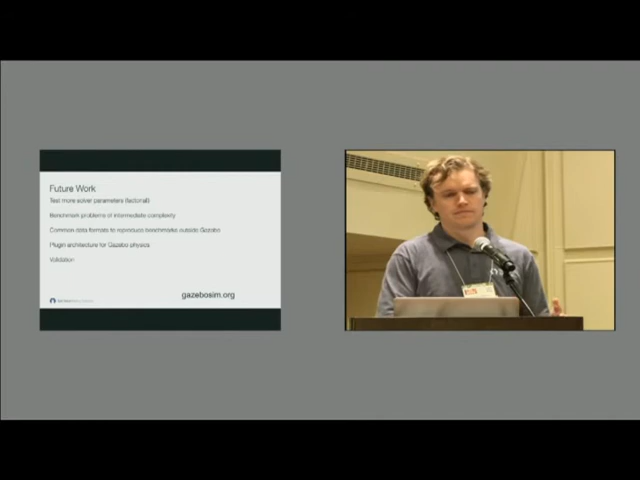 Future Work
Test more solver parameters (factorial!)
Benchmark problems of intermediate complexity
Common data formats to reproduce benchmarks outside Gazebo
Plugin architecture for Gazebo physics
Validation
gazebosim.org